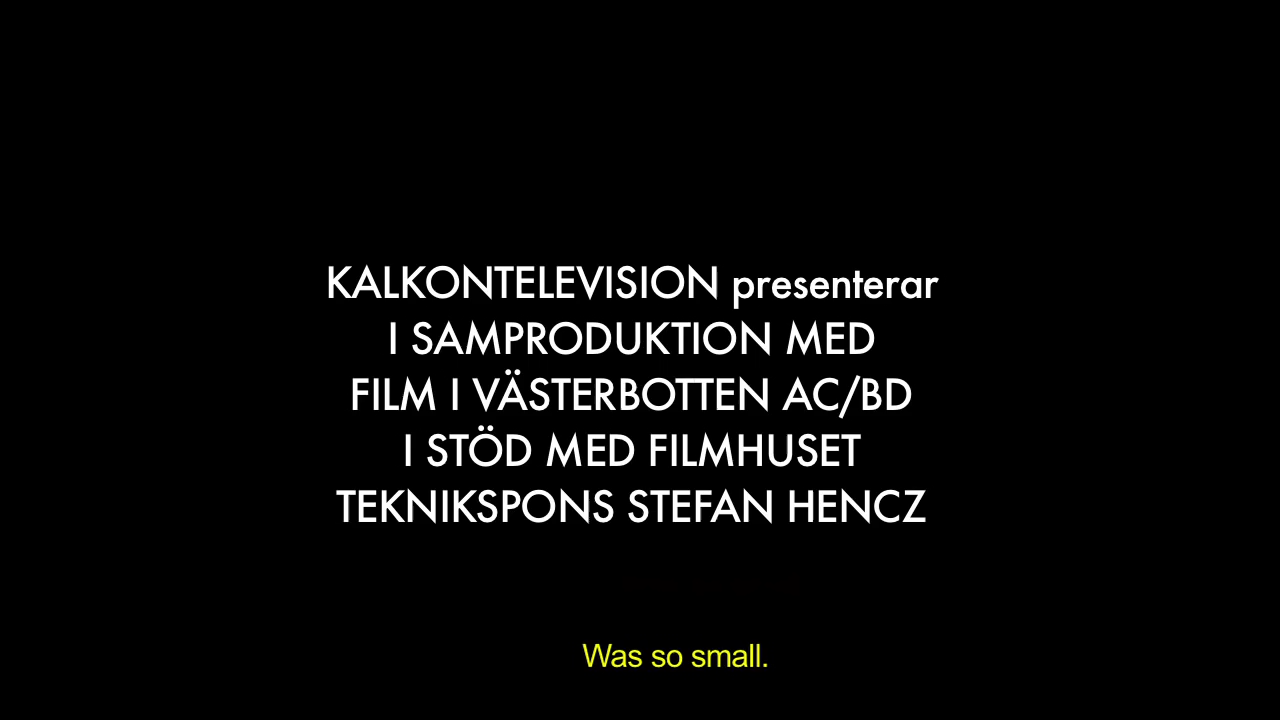 KALKONTELEVISION presenterar
I SAMPRODUKTION MED
FILM I VÄSTERBOTTEN AC/BD
I STÖD MED FILMHUSET
TEKNIKSPONS STEFAN HENCZ
Was so small.